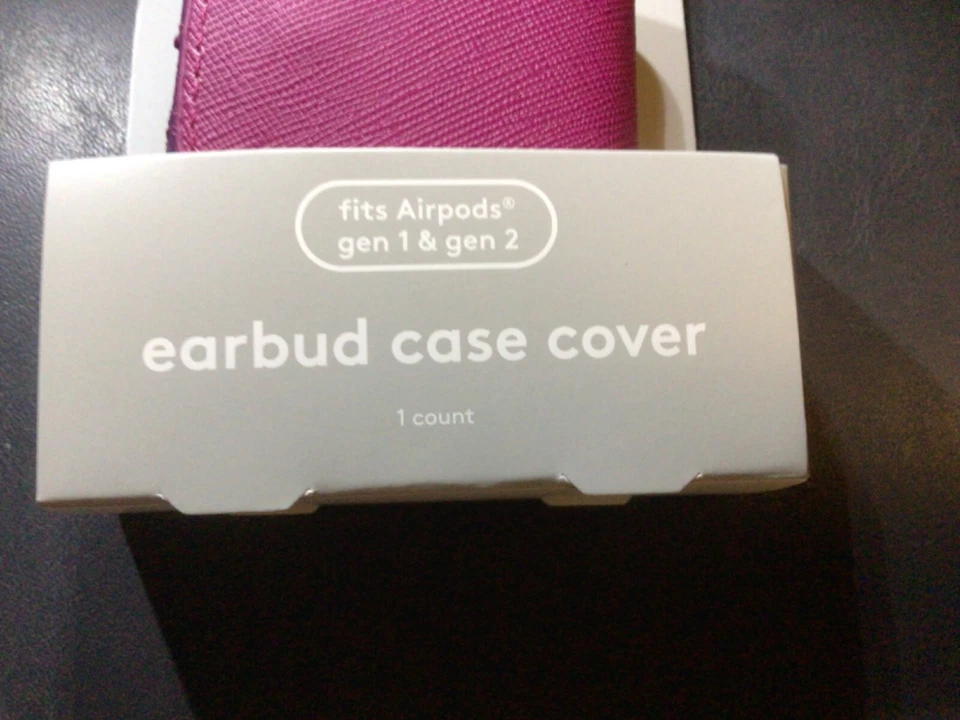 fits Airpods®
gen 1 & gen 2
earbud case cover
1 count